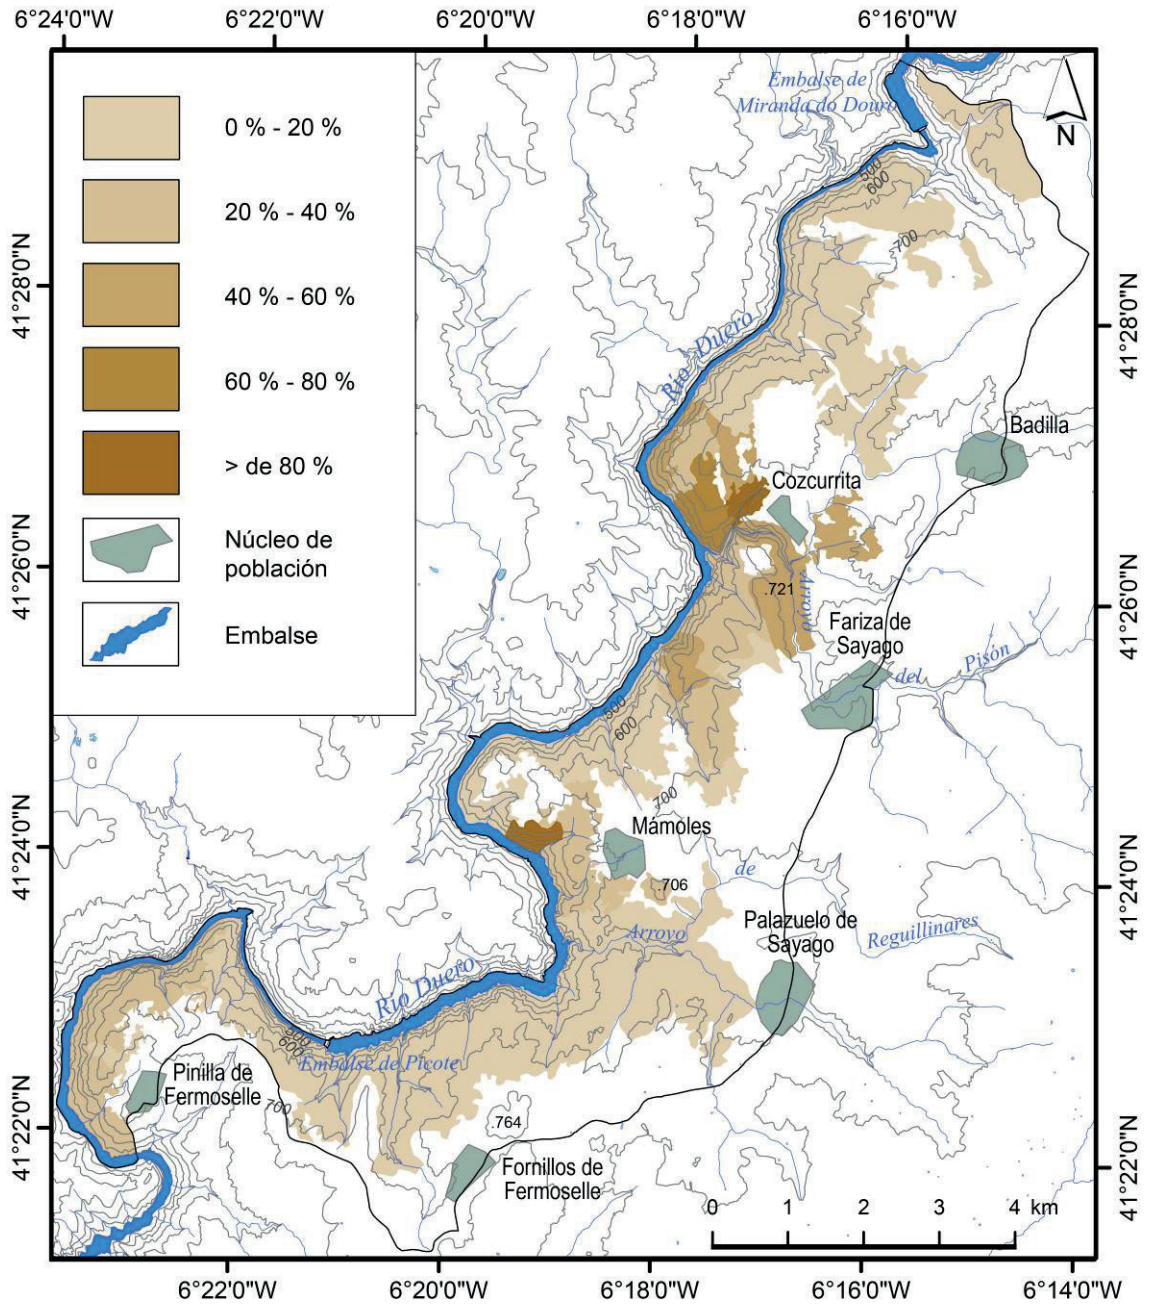 6°24'0"W
6°22'0"W
6°20'0"W
6°18'0"W
6°16'0"W
0 % - 20 %
20 % - 40 %
40 % - 60 %
60 % - 80 %
> de 80 %
Núcleo de
población
Embalse
Embalse de
Miranda do Douro
N
500
600
700
41°28'0"N
41°28'0"N
Río Duero
Badilla
Cozcurrita
41°26'0"N
41°26'0"N
.721
Arroyo
Fariza de
Sayago
del
Pisón
500
600
700
Mámoles
41°24'0"N
41°24'0"N
.706
de
Palazuelo de
Sayago
Reguillinares
Arroyo
Río Duero
500
600
Embalse de Picote
Pinilla de
Fermoselle
700
.764
41°22'0"N
41°22'0"N
Fornillos de
Fermoselle
0 1 2 3 4 km
6°22'0"W
6°20'0"W
6°18'0"W
6°16'0"W
6°14'0"W